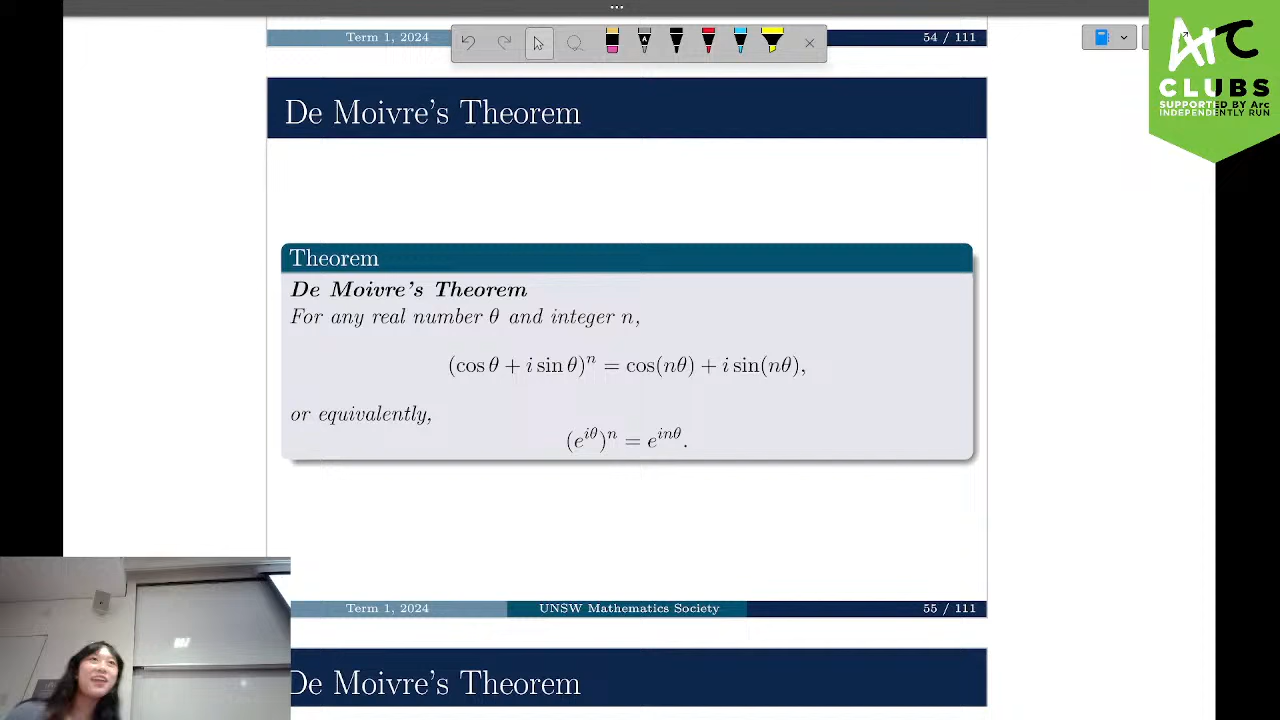 ...
Term 1, 2024
54 / 111
De Moivre's Theorem
Theorem
De Moivre's Theorem
For any real number θ and integer n,
(cos θ + i sin θ)ⁿ = cos(nθ) + i sin(nθ),
or equivalently,
(e^{iθ})ⁿ = e^{inθ}.
Term 1, 2024
UNSW Mathematics Society
55 / 111
De Moivre's Theorem
Arc
CLUBS
SUPPORTED BY Arc
INDEPENDENTLY RUN